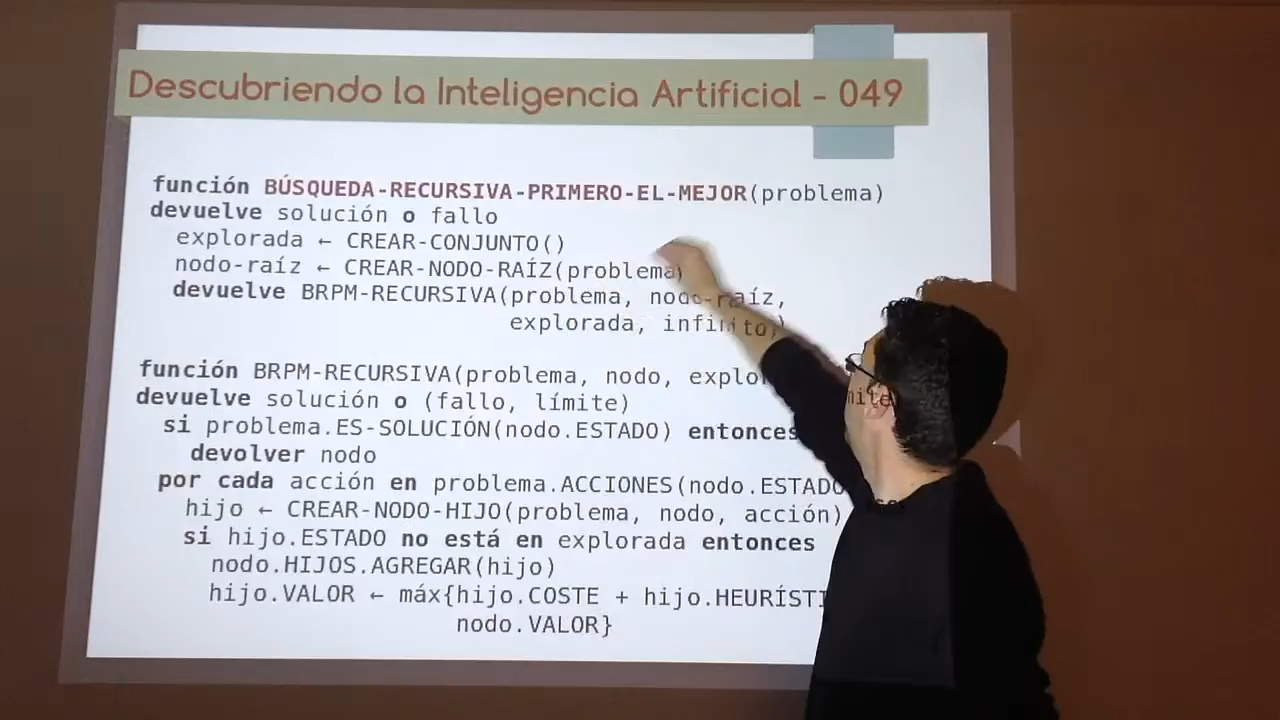 Descubriendo la Inteligencia Artificial - 049
función BÚSQUEDA-RECURSIVA-PRIMERO-EL-MEJOR(problema)
devuelve solución o fallo
explorada ← CREAR-CONJUNTO()
nodo-raíz ← CREAR-NODO-RAÍZ(problema)
devuelve BRPM-RECURSIVA(problema, nodo-raíz,
explorada, infinito)
función BRPM-RECURSIVA(problema, nodo,
devuelve solución o (fallo, límite)
si problema.ES-SOLUCIÓN(nodo.ESTADO) entonces
devolver nodo
por cada acción en problema.ACCIONES(nodo.ESTADO
hijo ← CREAR-NODO-HIJO(problema, nodo, acción)
si hijo.ESTADO no está en explorada entonces
nodo.HIJOS.AGREGAR(hijo)
hijo.VALOR ← máx{hijo.COSTE + hijo.HEURÍSTI
nodo.VALOR}